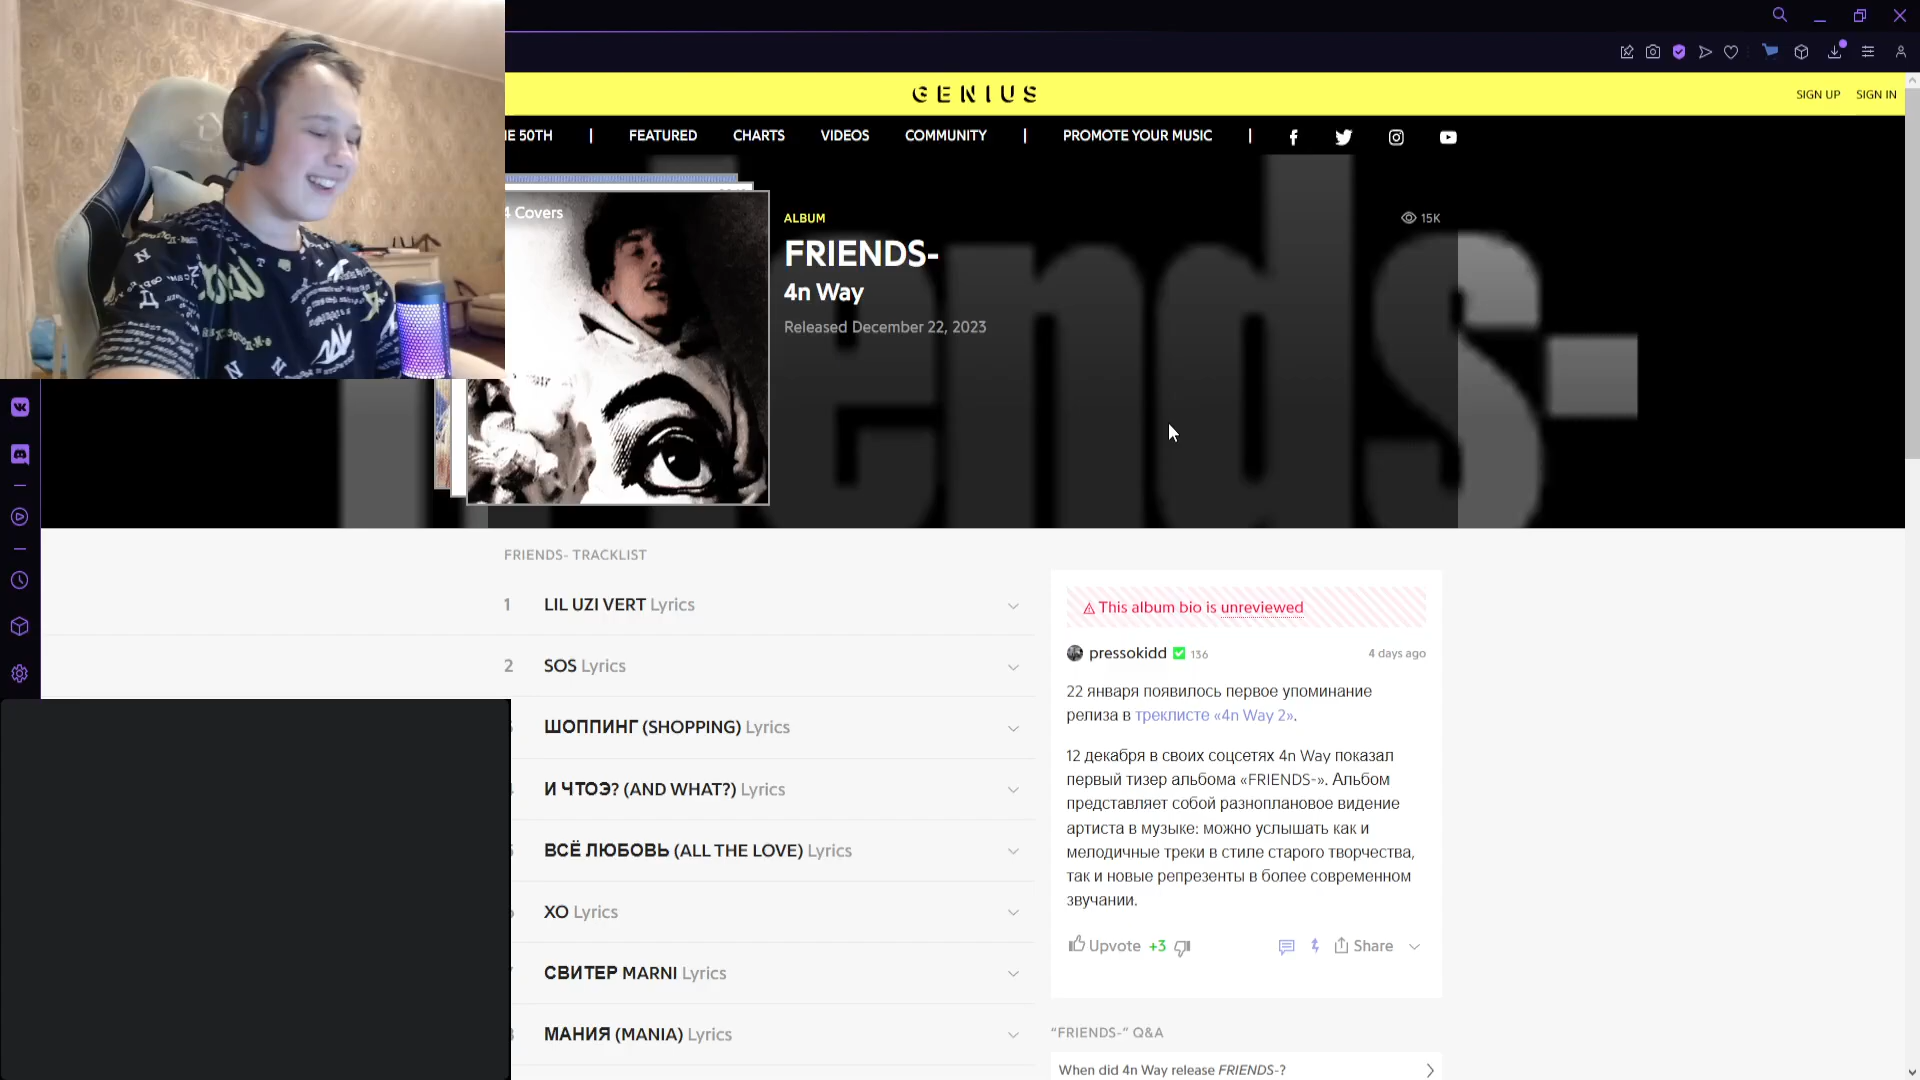 GENIUS
SIGN UP
SIGN IN
IE 50TH | FEATURED CHARTS VIDEOS COMMUNITY | PROMOTE YOUR MUSIC |
4 Covers
ALBUM
15K
FRIENDS-
4n Way
Released December 22, 2023
ends-
FRIENDS- TRACKLIST
1 LIL UZI VERT Lyrics
2 SOS Lyrics
ШОППИНГ (SHOPPING) Lyrics
И ЧТОЭ? (AND WHAT?) Lyrics
ВСЁ ЛЮБОВЬ (ALL THE LOVE) Lyrics
XO Lyrics
СВИТЕР MARNI Lyrics
МАНИЯ (MANIA) Lyrics
This album bio is unreviewed
pressokidd 136
4 days ago
22 января появилось первое упоминание
релиза в треклисте «4n Way 2».
12 декабря в своих соцсетях 4n Way показал
первый тизер альбома «FRIENDS-». Альбом
представляет собой разноплановое видение
артиста в музыке: можно услышать как и
мелодичные треки в стиле старого творчества,
так и новые репрезенты в более современном
звучании.
Upvote +3
Share
“FRIENDS-” Q&A
When did 4n Way release FRIENDS-?